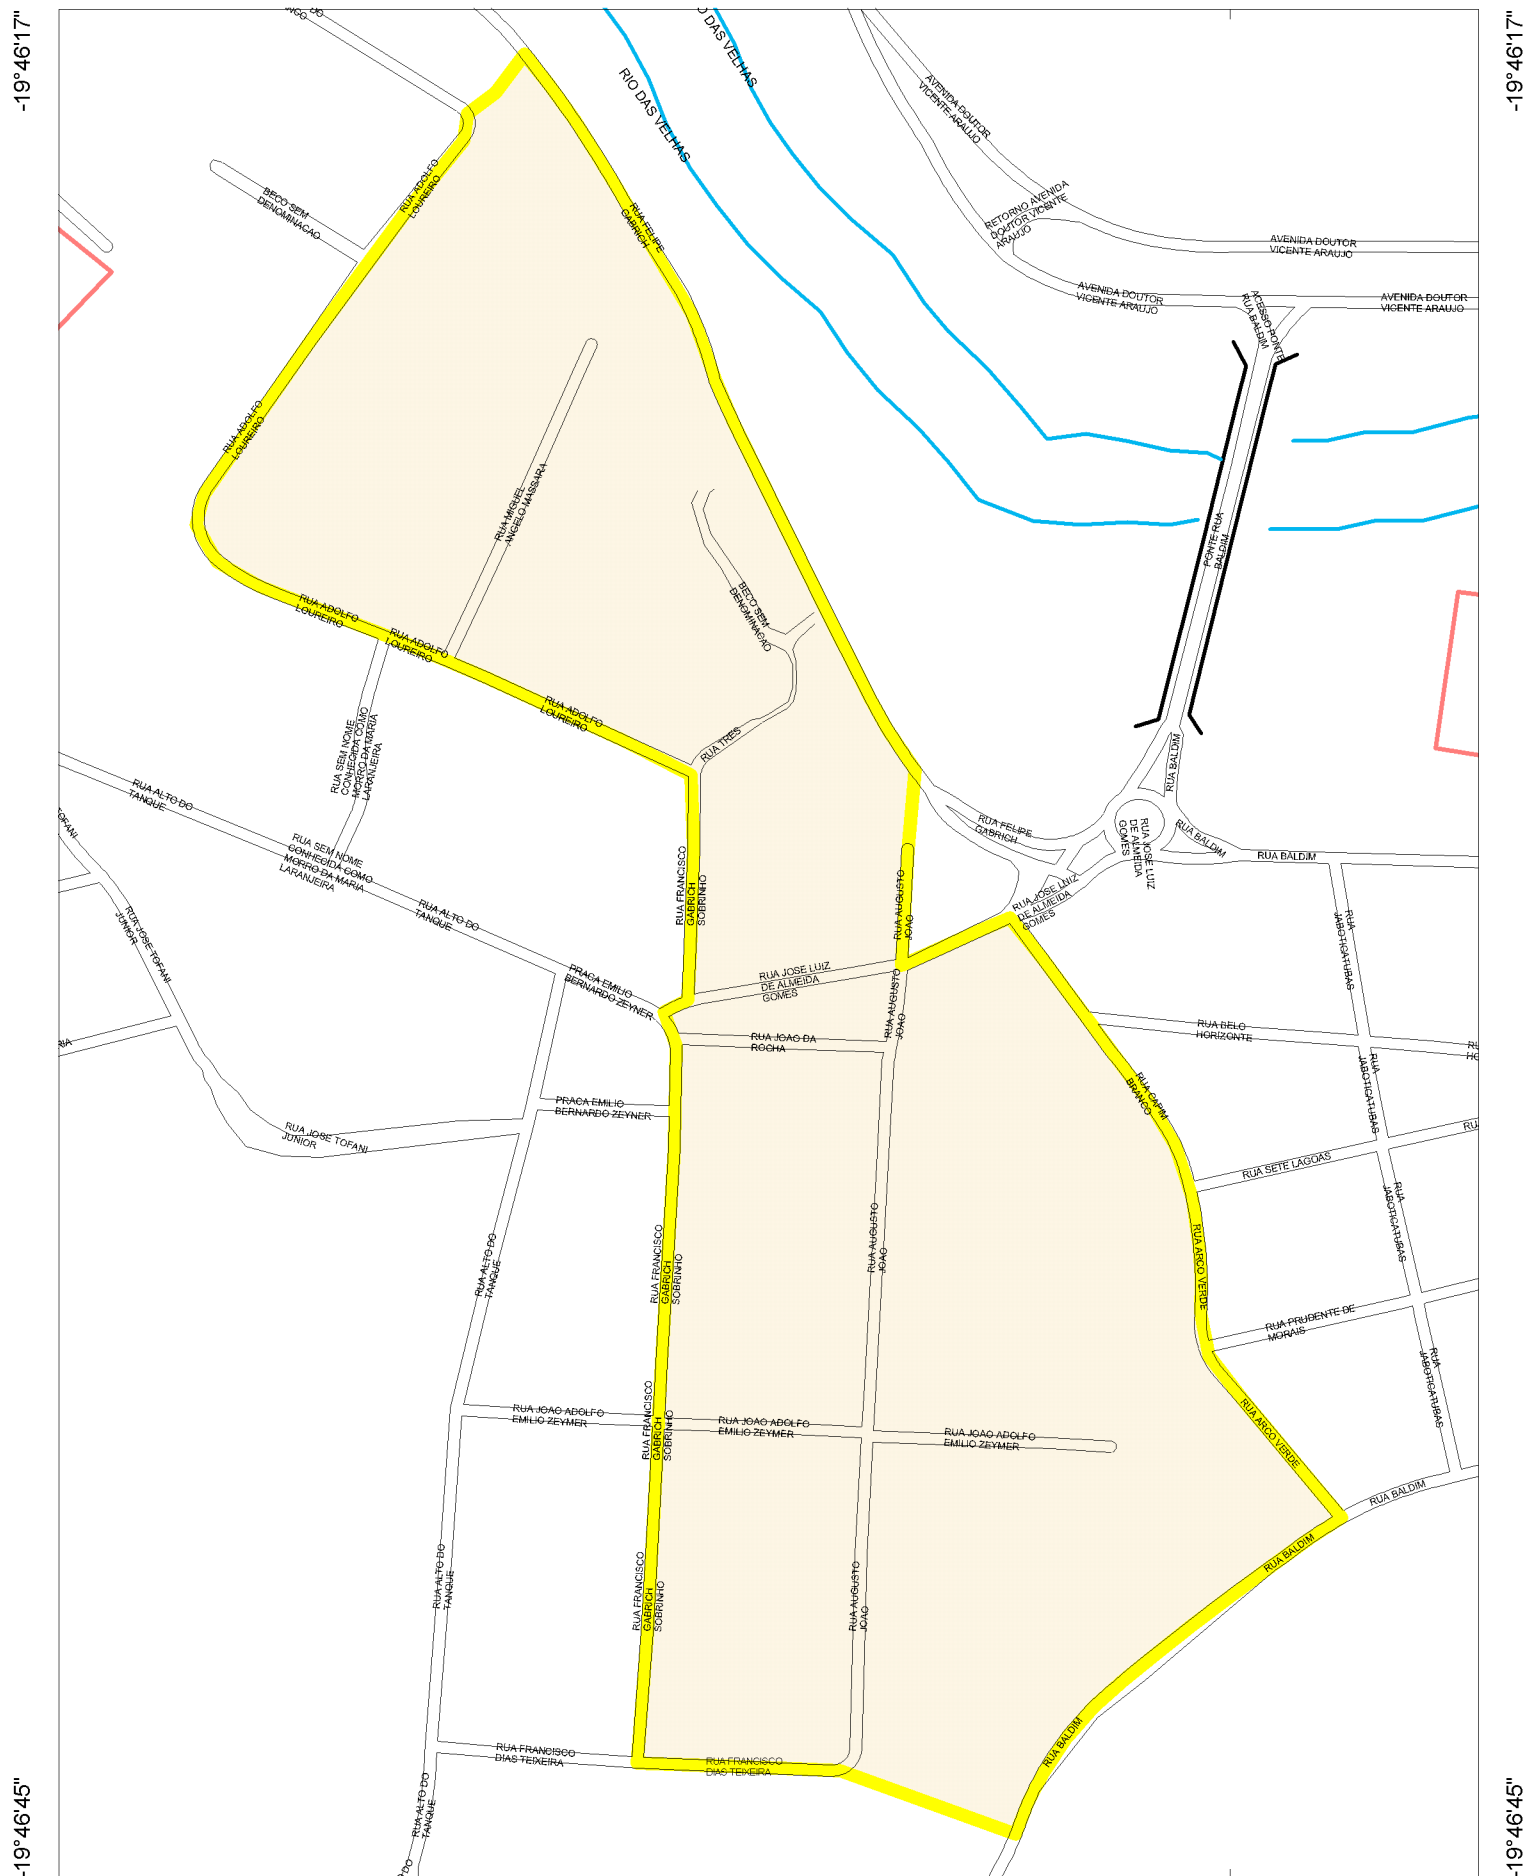 -19°46'17"
-19°46'17"
DO
RIO DAS VELHAS
DAS VELHAS
AVENIDA DOUTOR
VICENTE ARAUJO
RUA ADOLFO
LOUREIRO
BECO SEM
DENOMINACAO
RUA FELIPE
GABRICH
RETORNO AVENIDA
DOUTOR VICENTE
ARAUJO
AVENIDA DOUTOR
VICENTE ARAUJO
AVENIDA DOUTOR
VICENTE ARAUJO
AVENIDA DOUTOR
VICENTE ARAUJO
ACESSO PONTE
RUA BALDIM
RUA ADOLFO
LOUREIRO
RUA MIGUEL
ANGELO MASSARA
PONTE RUA
BALDIM
BECO SEM
DENOMINACAO
RUA ADOLFO
LOUREIRO
RUA ADOLFO
LOUREIRO
RUA ADOLFO
LOUREIRO
RUA TRES
RUA SEM NOME
CONHECIDA COMO
MORRO DA MARIA
LARANJEIRA
RUA BALDIM
RUA ALTO DO
TANQUE
TOFANI
RUA FELIPE
GABRICH
RUA JOSE LUIZ
DE ALMEIDA
GOMES
RUA BALDIM
RUA BALDIM
RUA SEM NOME
CONHECIDA COMO
MORRO DA MARIA
LARANJEIRA
RUA FRANCISCO
GABRICH
SOBRINHO
RUA AUGUSTO
JOAO
RUA JOSE LUIZ
DE ALMEIDA
GOMES
RUA ALTO DO
TANQUE
RUA JOSE TOFANI
JUNIOR
RUA
JABOTICATUBAS
PRACA EMILIO
BERNARDO ZEYNER
RUA JOSE LUIZ
DE ALMEIDA
GOMES
RUA AUGUSTO
JOAO
RUA BELO
HORIZONTE
RIA
RUA JOAO DA
ROCHA
RU
HO
RUA
JABOTICATUBAS
PRACA EMILIO
BERNARDO ZEYNER
RUA CAPIM
BRANCO
RUA JOSE TOFANI
JUNIOR
RU
RUA SETE LAGOAS
RUA
JABOTICATUBAS
RUA ALTO DO
TANQUE
RUA FRANCISCO
GABRICH
SOBRINHO
RUA AUGUSTO
JOAO
RUA ARCO VERDE
RUA PRUDENTE DE
MORAIS
RUA
JABOTICATUBAS
RUA JOAO ADOLFO
EMILIO ZEYMER
RUA FRANCISCO
GABRICH
SOBRINHO
RUA JOAO ADOLFO
EMILIO ZEYMER
RUA JOAO ADOLFO
EMILIO ZEYMER
RUA ARCO VERDE
RUA BALDIM
RUA ALTO DO
TANQUE
RUA FRANCISCO
GABRICH
SOBRINHO
RUA AUGUSTO
JOAO
RUA BALDIM
RUA BALDIM
RUA FRANCISCO
DIAS TEIXEIRA
RUA FRANCISCO
DIAS TEIXEIRA
RUA ALTO DO
TANQUE
-19°46'45"
-19°46'45"